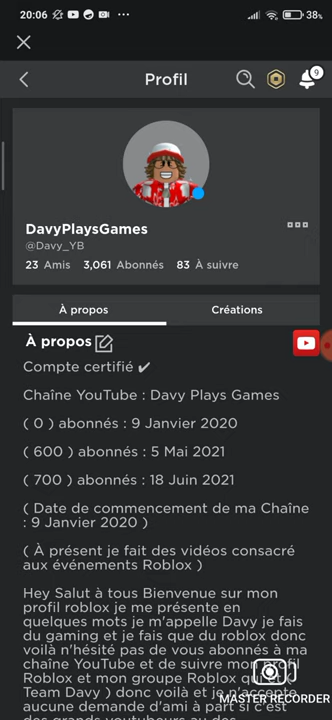 20:06 ... 38%
Profil
9
DavyPlaysGames
@Davy_YB
23 Amis 3,061 Abonnés 83 À suivre
À propos Créations
À propos
Compte certifié ✓
Chaîne YouTube : Davy Plays Games
( 0 ) abonnés : 9 Janvier 2020
( 600 ) abonnés : 5 Mai 2021
( 700 ) abonnés : 18 Juin 2021
( Date de commencement de ma Chaîne
: 9 Janvier 2020 )
( À présent je fait des vidéos consacré
aux événements Roblox )
Hey Salut à tous Bienvenue sur mon
profil roblox je me présente en
quelques mots je m'appelle Davy je fais
du gaming et je fais que du roblox donc
voilà n'hésité pas de vous abonnés à ma
chaîne YouTube et de suivre mon profil
Roblox et mon groupe Roblox
Team Davy ) donc voilà et je n'accepte
aucune demande d'ami à part si c'est
des grands youtubeurs au des
MASTER RECORDER